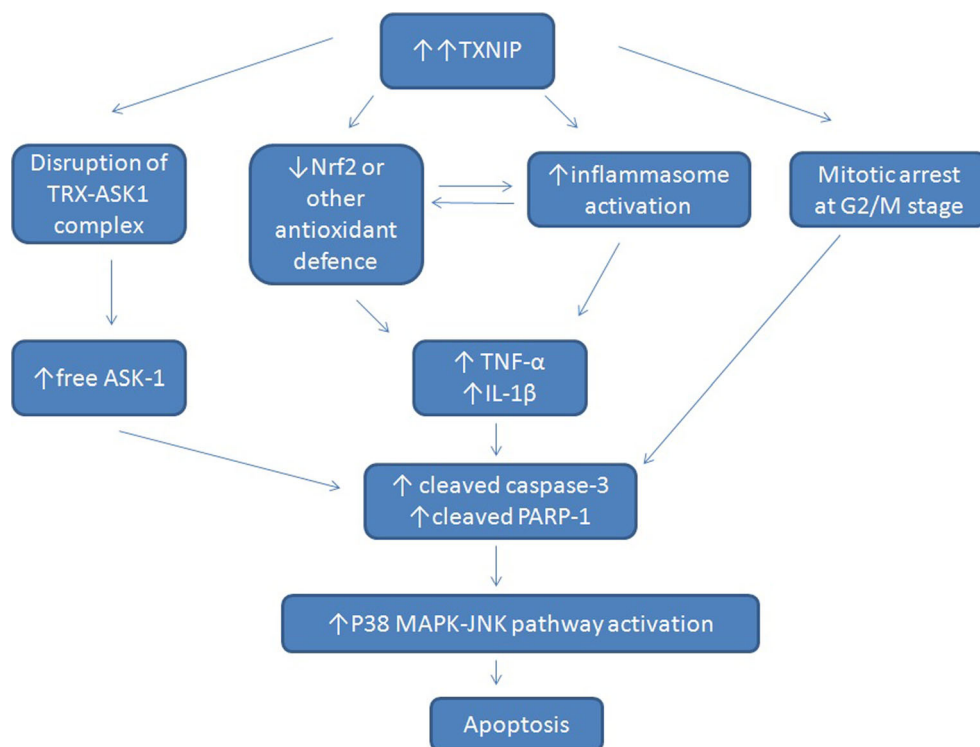 ↑↑TXNIP
Disruption of
TRX-ASK1
complex
↓Nrf2 or
other
antioxidant
defence
↑inflammasome
activation
Mitotic arrest
at G2/M stage
↑free ASK-1
↑ TNF-α
↑IL-1β
↑ cleaved caspase-3
↑cleaved PARP-1
↑P38 MAPK-JNK pathway activation
Apoptosis